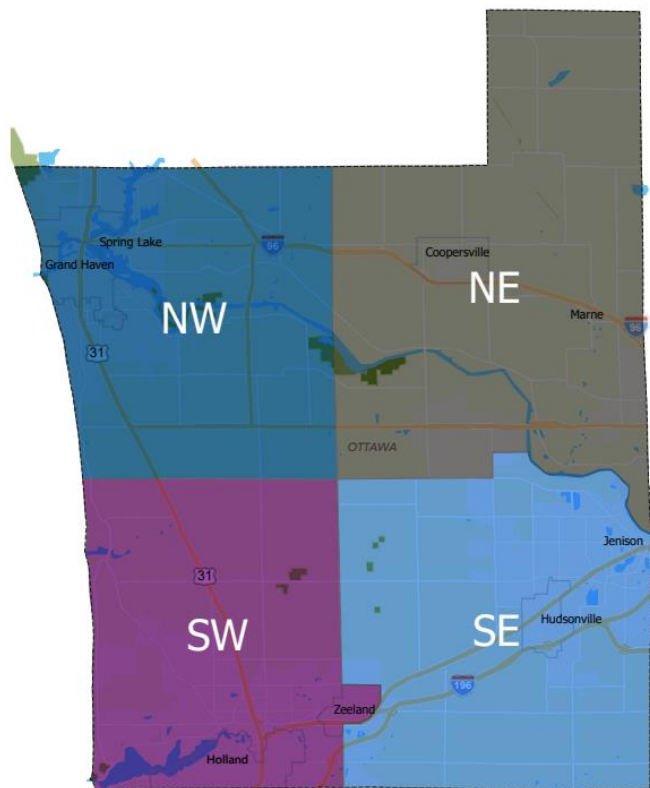 Spring Lake
96
Coopersville
Grand Haven
NW
NE
Marne
96
31
OTTAWA
Jenison
31
SW
SE
Hudsonville
196
Zeeland
Holland